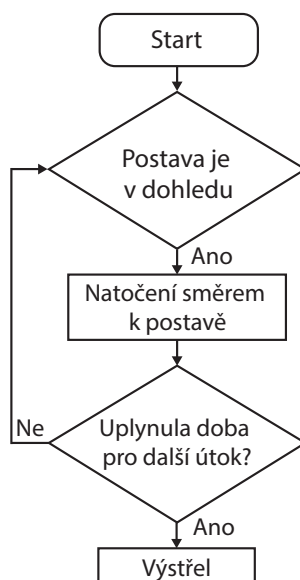 Start
Postava je
v dohledu
Ano
Natočení směrem
k postavě
Uplynula doba
pro další útok?
Ne
Ano
Výstřel